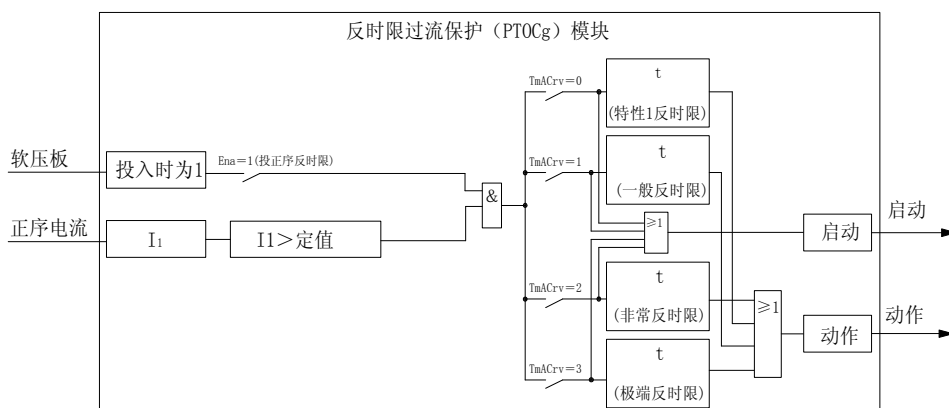 反时限过流保护（PTOCg）模块
TmACrv=0
t
(特性1反时限)
软压板
投入时为1
Ena=1(投正序反时限)
TmACrv=1
t
(一般反时限)
&
正序电流
I1
I1＞定值
≥1
启动
启动
TmACrv=2
t
(非常反时限)
≥1
动作
动作
TmACrv=3
t
(极端反时限)